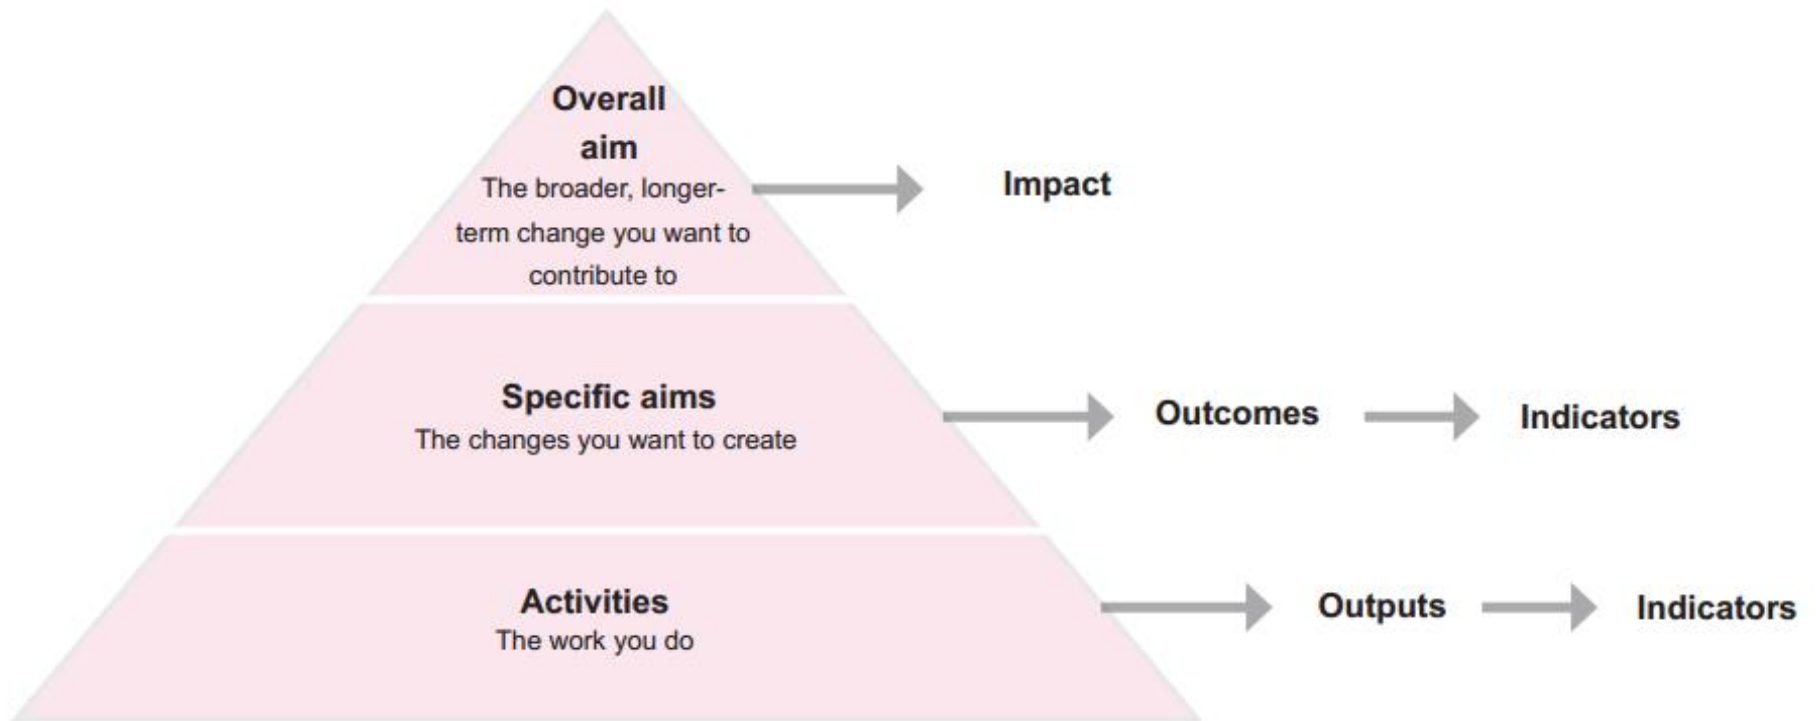 Overall
aim
The broader, longer-
term change you want to
contribute to
Impact
Specific aims
The changes you want to create
Outcomes
Indicators
Activities
The work you do
Outputs
Indicators